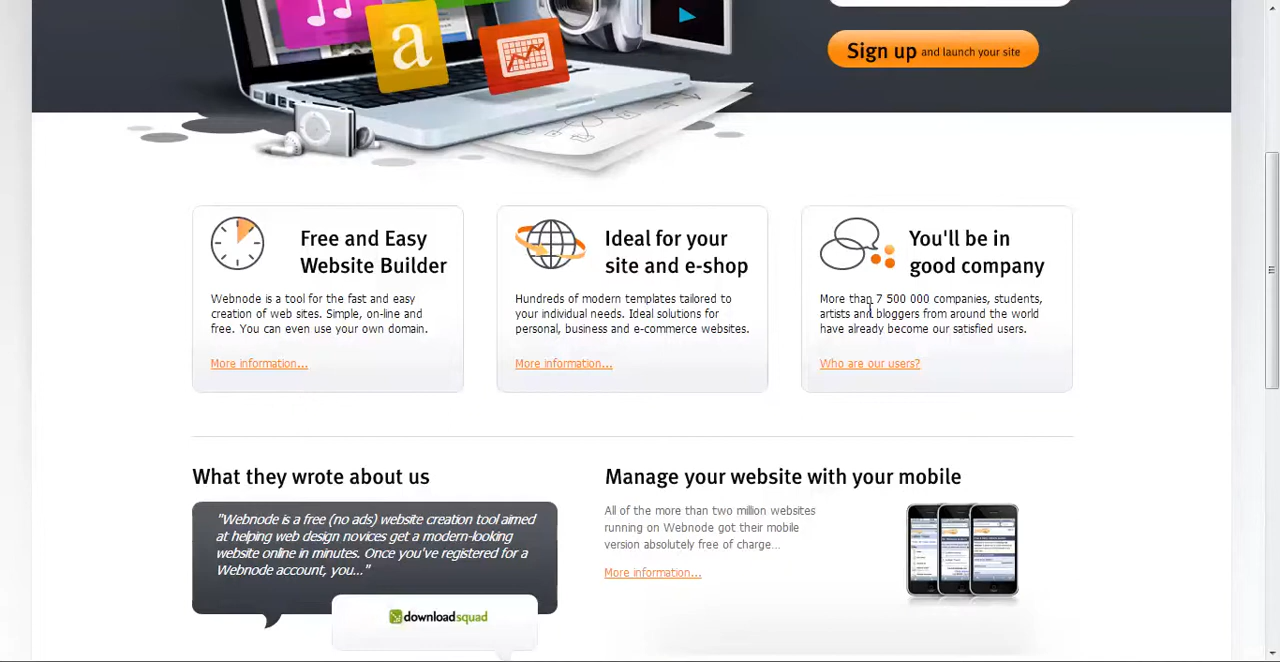 a
Sign up and launch your site
Free and Easy
Website Builder
Webnode is a tool for the fast and easy
creation of web sites. Simple, on-line and
free. You can even use your own domain.
More information...
Ideal for your
site and e-shop
Hundreds of modern templates tailored to
your individual needs. Ideal solutions for
personal, business and e-commerce websites.
More information...
You'll be in
good company
More than 7 500 000 companies, students,
artists and bloggers from around the world
have already become our satisfied users.
Who are our users?
What they wrote about us
"Webnode is a free (no ads) website creation tool aimed
at helping web design novices get a modern-looking
website online in minutes. Once you've registered for a
Webnode account, you..."
downloadsquad
Manage your website with your mobile
All of the more than two million websites
running on Webnode got their mobile
version absolutely free of charge...
More information...